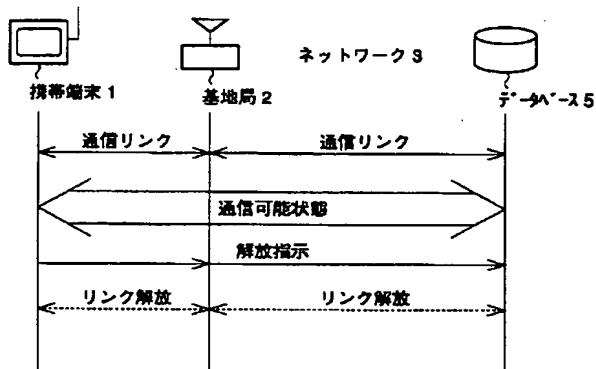 ネットワーク3
携帯端末1
基地局2
データベース5
通信リンク
通信リンク
通信可能状態
解放指示
リンク解放
リンク解放